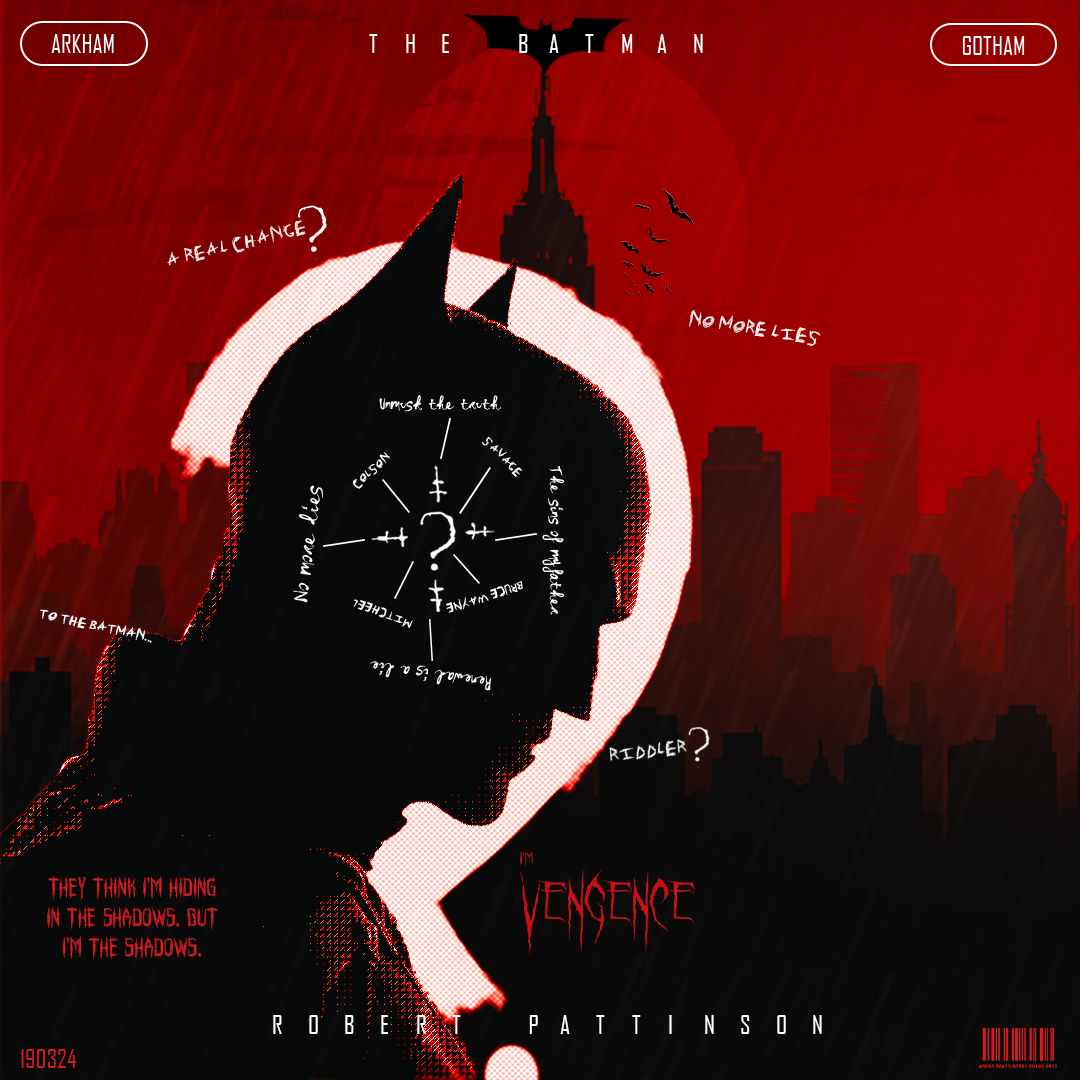 ARKHAM
THE BATMAN
GOTHAM
A REAL CHANGE?
NO MORE LIES
Unmask the truth
COLSON
SAVAGE
No more lies
?
The sins of my father
MITCHEEL
BRUCE WAYNE
Renewal is a lie
TO THE BATMAN...
RIDDLER?
I'M
VENGENCE
THEY THINK I'M HIDING
IN THE SHADOWS. BUT
I'M THE SHADOWS.
ROBERT PATTINSON
190324